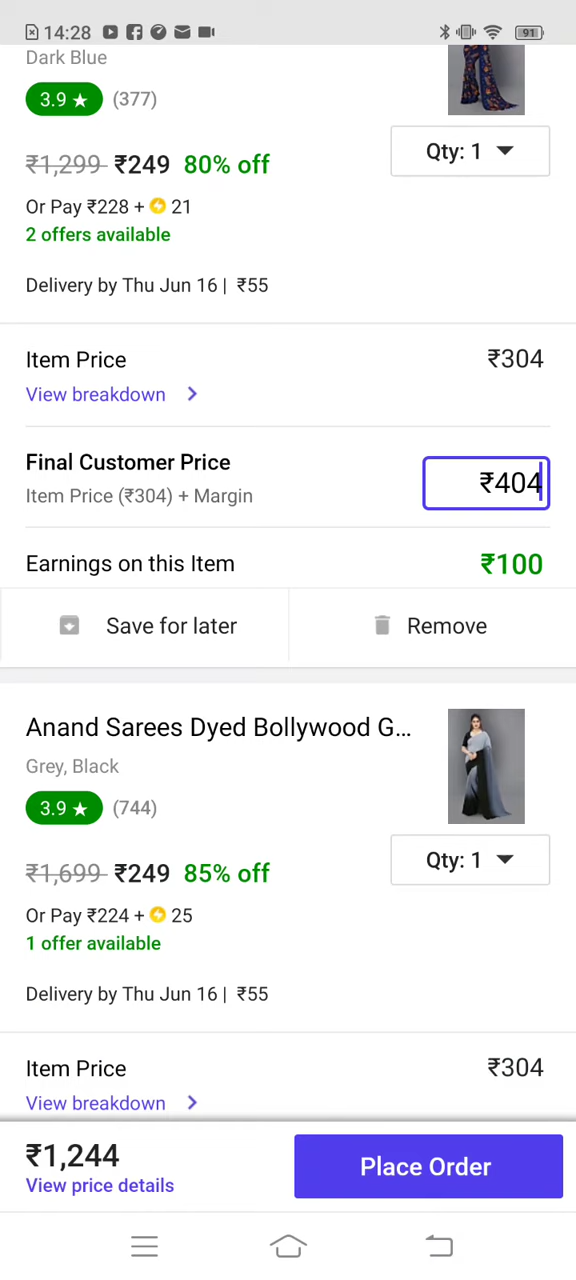 14:28 91
Dark Blue
3.9 ★ (377)
Qty: 1
₹1,299 ₹249 80% off
Or Pay ₹228 + 21
2 offers available
Delivery by Thu Jun 16 | ₹55
Item Price ₹304
View breakdown
Final Customer Price
₹404
Item Price (₹304) + Margin
Earnings on this Item ₹100
Save for later Remove
Anand Sarees Dyed Bollywood G...
Grey, Black
3.9 ★ (744)
Qty: 1
₹1,699 ₹249 85% off
Or Pay ₹224 + 25
1 offer available
Delivery by Thu Jun 16 | ₹55
Item Price ₹304
View breakdown
₹1,244
View price details
Place Order